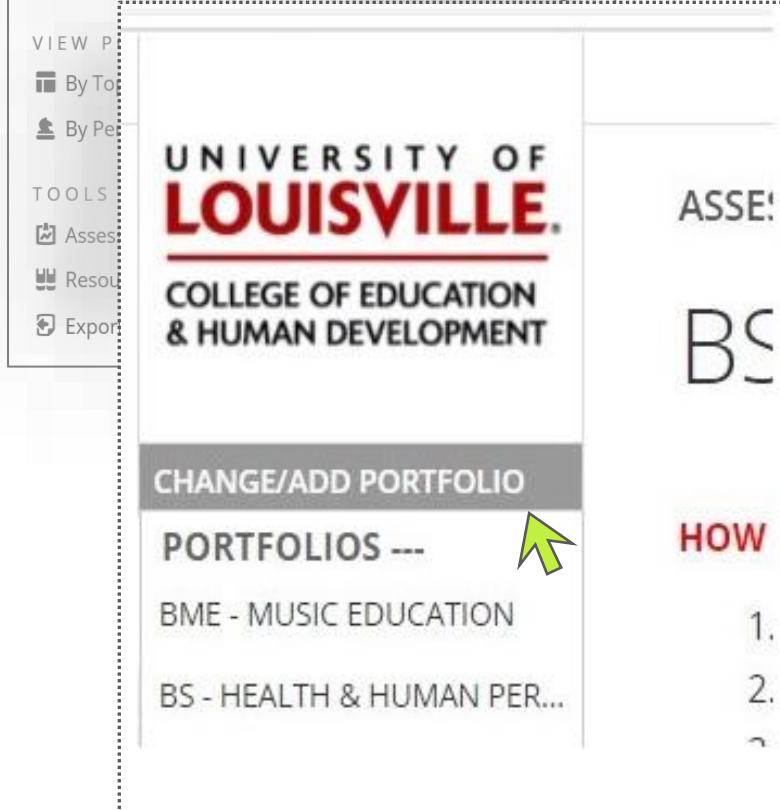 VIEW P
By To
By Pe
TOOLS
Asses
Resou
Expor
UNIVERSITY OF
LOUISVILLE.
COLLEGE OF EDUCATION
& HUMAN DEVELOPMENT
CHANGE/ADD PORTFOLIO
PORTFOLIOS ---
BME - MUSIC EDUCATION
BS - HEALTH & HUMAN PER...
ASSES
BS
HOW
1.
2.